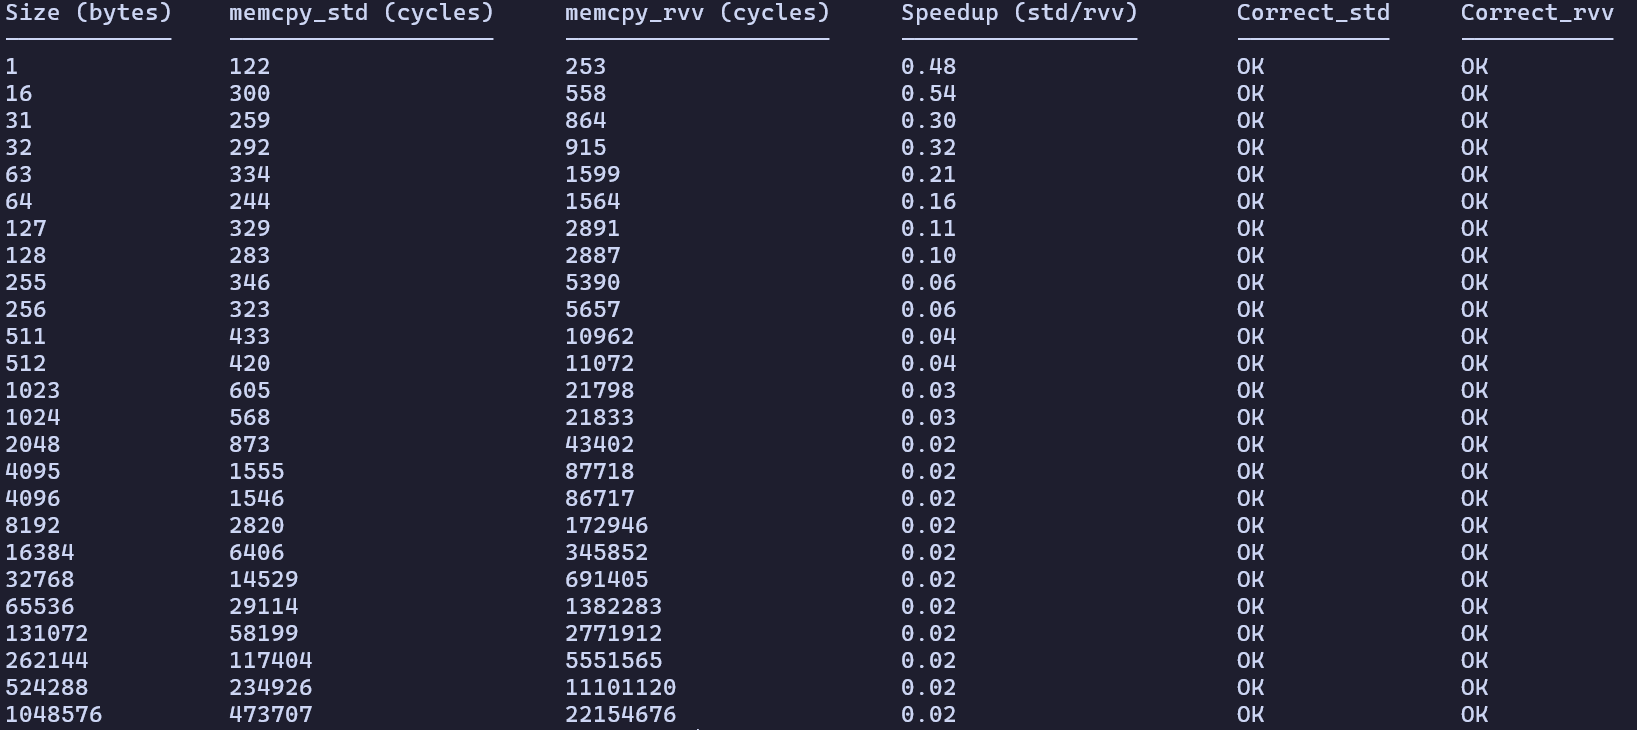 Size (bytes) memcpy_std (cycles) memcpy_rvv (cycles) Speedup (std/rvv) Correct_std Correct_rvv
1 122 253 0.48 OK OK
16 300 558 0.54 OK OK
31 259 864 0.30 OK OK
32 292 915 0.32 OK OK
63 334 1599 0.21 OK OK
64 244 1564 0.16 OK OK
127 329 2891 0.11 OK OK
128 283 2887 0.10 OK OK
255 346 5390 0.06 OK OK
256 323 5657 0.06 OK OK
511 433 10962 0.04 OK OK
512 420 11072 0.04 OK OK
1023 605 21798 0.03 OK OK
1024 568 21833 0.03 OK OK
2048 873 43402 0.02 OK OK
4095 1555 87718 0.02 OK OK
4096 1546 86717 0.02 OK OK
8192 2820 172946 0.02 OK OK
16384 6406 345852 0.02 OK OK
32768 14529 691405 0.02 OK OK
65536 29114 1382283 0.02 OK OK
131072 58199 2771912 0.02 OK OK
262144 117404 5551565 0.02 OK OK
524288 234926 11101120 0.02 OK OK
1048576 473707 22154676 0.02 OK OK